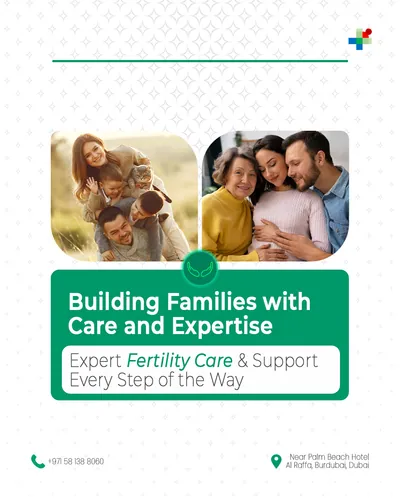 Building Families with
Care and Expertise
Expert Fertility Care & Support
Every Step of the Way
+971 58 138 8060
Near Palm Beach Hotel
Al Raffa, Burdubai, Dubai